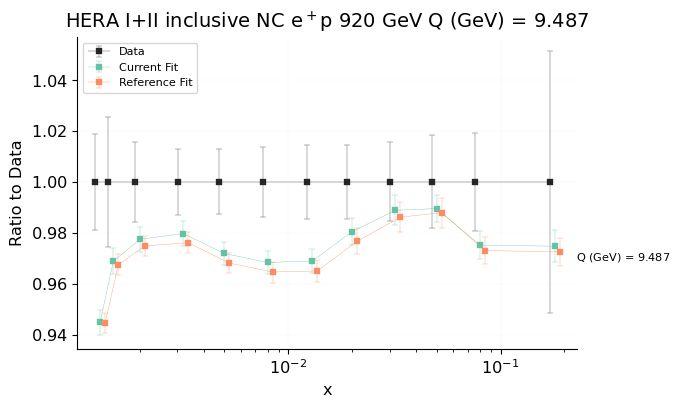 HERA I+II inclusive NC e⁺p 920 GeV Q (GeV) = 9.487
Data
Current Fit
Reference Fit
1.04
1.02
1.00
0.98
0.96
0.94
Ratio to Data
Q (GeV) = 9.487
10⁻²
10⁻¹
x